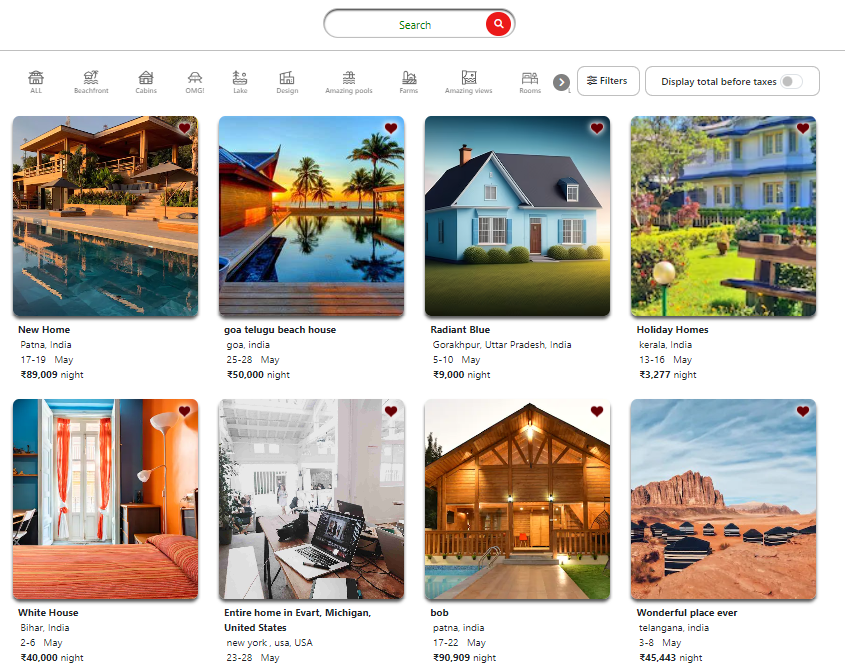 Search
ALL
Beachfront
Cabins
OMG!
Lake
Design
Amazing pools
Farms
Amazing views
Rooms
Filters
Display total before taxes
New Home
Patna, India
17-19 May
₹89,009 night
goa telugu beach house
goa, india
25-28 May
₹50,000 night
Radiant Blue
Gorakhpur, Uttar Pradesh, India
5-10 May
₹9,000 night
Holiday Homes
kerala, India
13-16 May
₹3,277 night
White House
Bihar, India
2-6 May
₹40,000 night
Entire home in Evart, Michigan,
United States
new york , usa, USA
23-28 May
bob
patna, india
17-22 May
₹90,909 night
Wonderful place ever
telangana, india
3-8 May
₹45,443 night